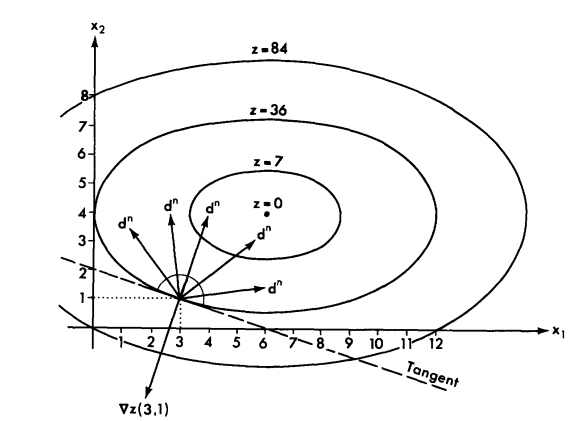 x₂
z=84
8
z=36
7
6
z=7
5
dⁿ
dⁿ
dⁿ
z=0
4
dⁿ
3
2
dⁿ
1
x₁
1 2 3 4 5 6 7 8 9 10 11 12
Tangent
∇z(3,1)